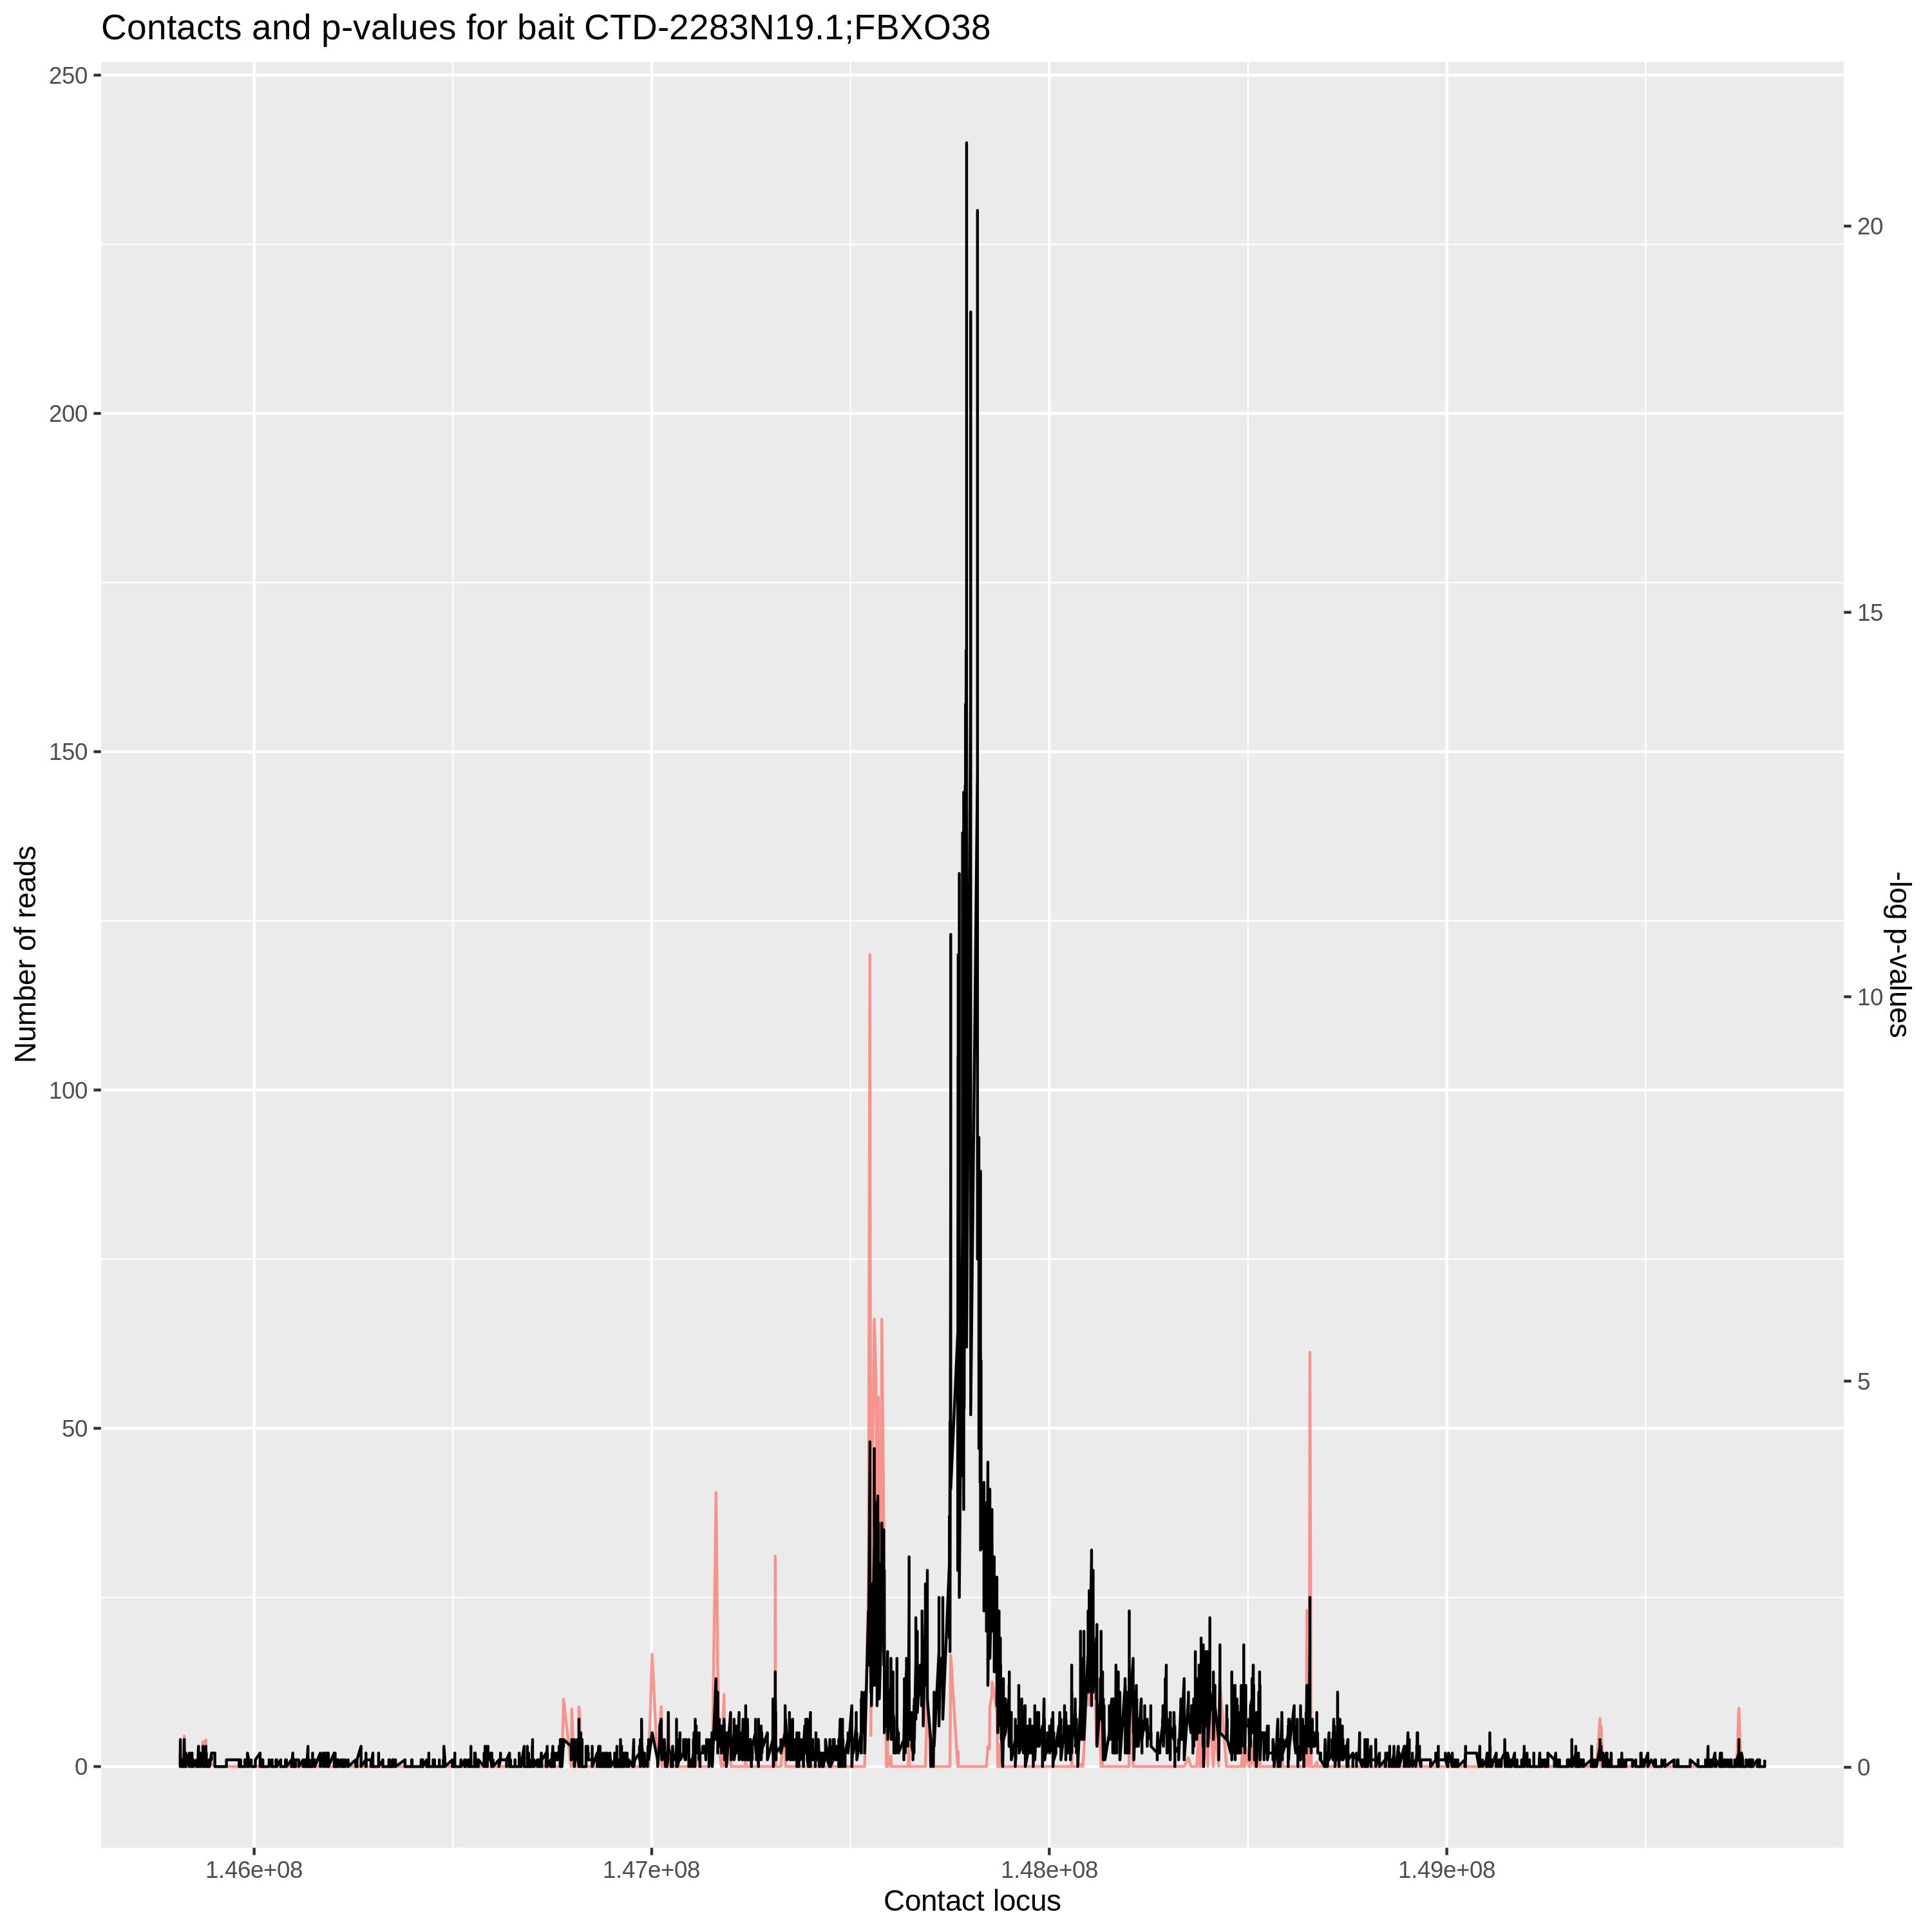 Contacts and p-values for bait CTD-2283N19.1;FBXO38
250
200
150
100
50
0
Number of reads
20
15
10
5
0
-log p-values
1.46e+08 1.47e+08 1.48e+08 1.49e+08
Contact locus